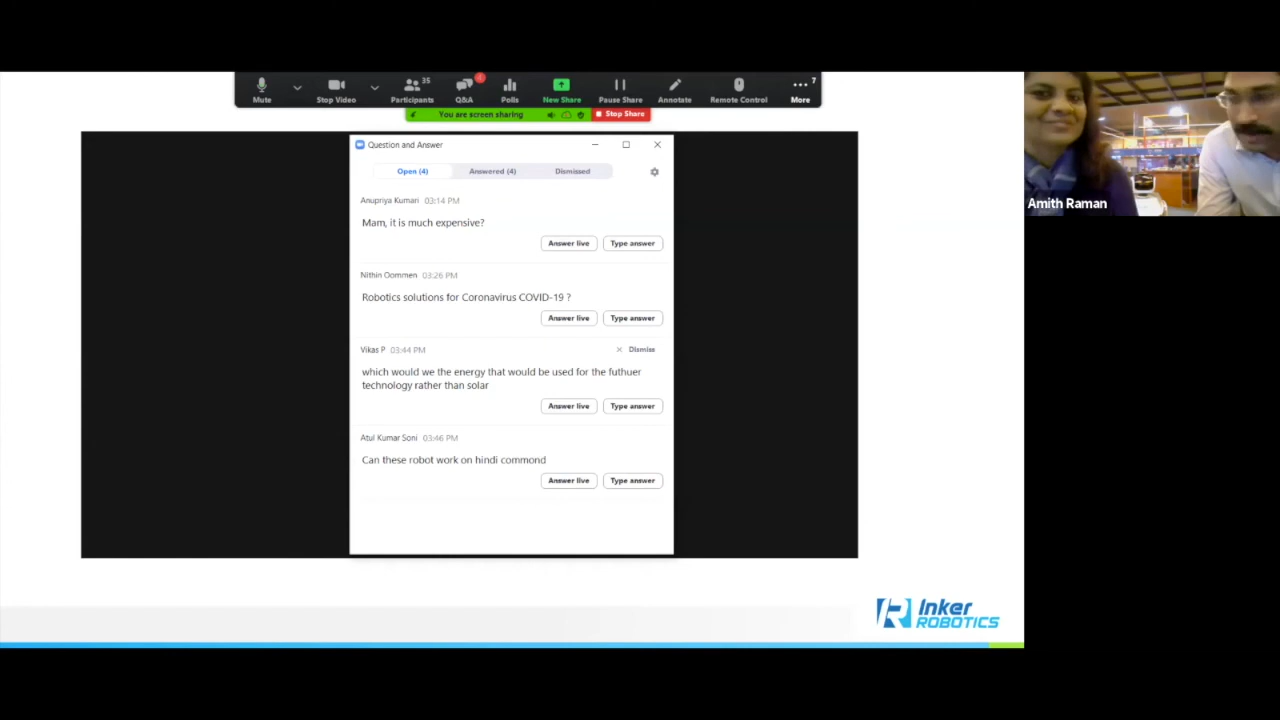 35
4
7
Mute
Stop Video
Participants
Q&A
Polls
New Share
Pause Share
Annotate
Remote Control
More
You are screen sharing
Stop Share
Question and Answer
Open (4)
Answered (4)
Dismissed
Anupriya Kumari 03:14 PM
Mam, it is much expensive?
Answer live
Type answer
Nithin Oommen 03:26 PM
Robotics solutions for Coronavirus COVID-19 ?
Answer live
Type answer
Vikas P 03:44 PM
Dismiss
which would we the energy that would be used for the futhuer
technology rather than solar
Answer live
Type answer
Atul Kumar Soni 03:46 PM
Can these robot work on hindi commond
Answer live
Type answer
Amith Raman
Inker
ROBOTICS